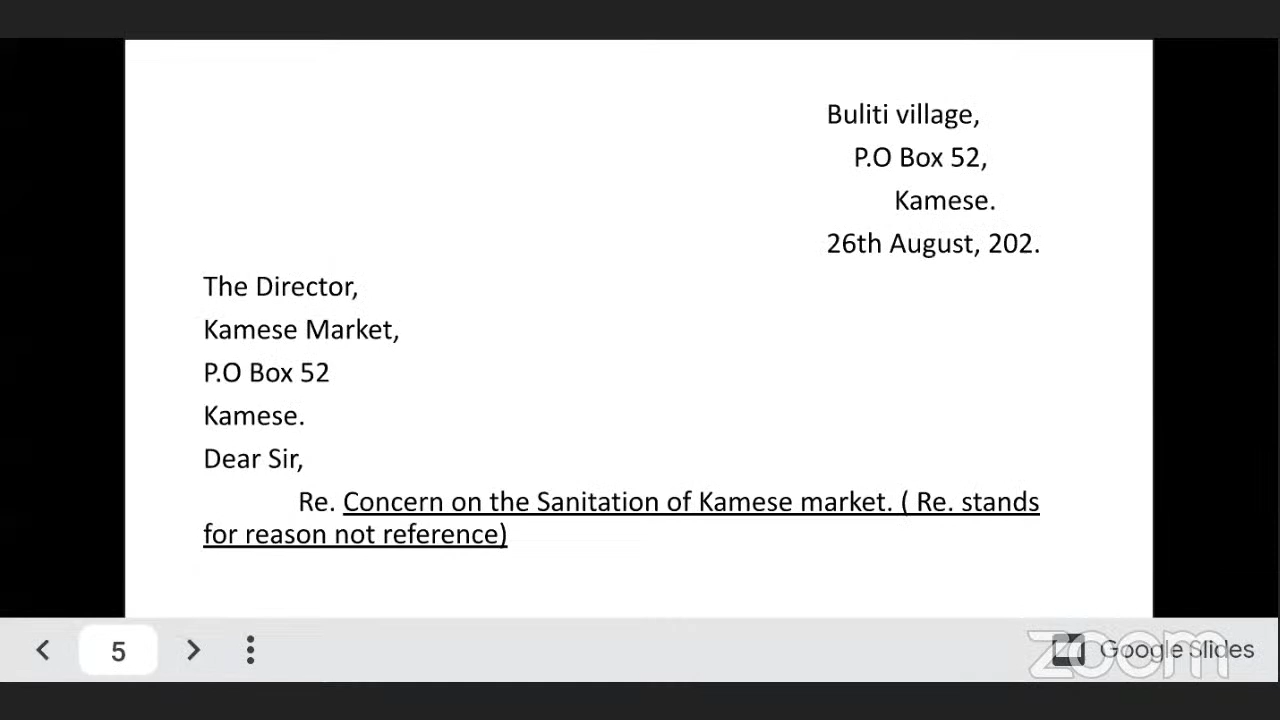 Buliti village,
P.O Box 52,
Kamese.
26th August, 202.
The Director,
Kamese Market,
P.O Box 52
Kamese.
Dear Sir,
Re. Concern on the Sanitation of Kamese market. ( Re. stands
for reason not reference)
5
zoom
Google Slides